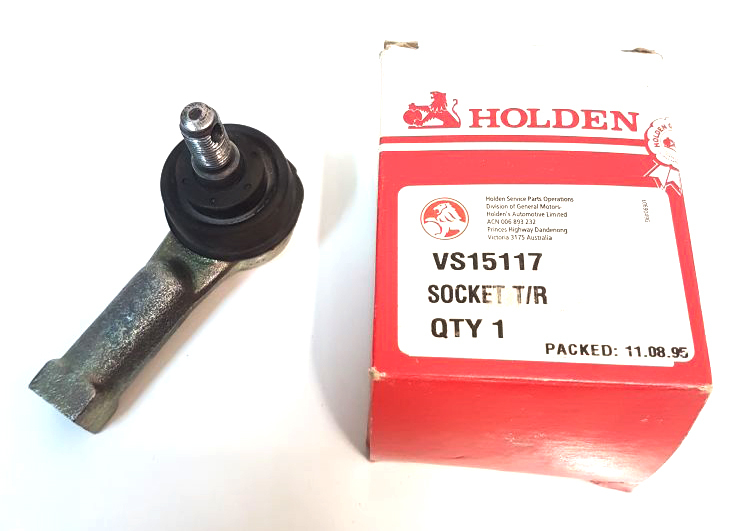 HOLDEN
HOLDEN
Holden Service Parts Operations
Division of General Motors-
Holden's Automotive Limited
ACN 006 893 232
Princes Highway Dandenong
Victoria 3175 Australia
VS15117
SOCKET T/R
QTY 1
PACKED: 11.08.95